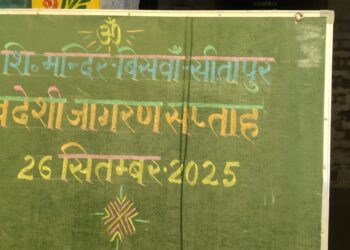 ॐ
शि॰ मन्दिर-बिसवाँ-सीतापुर
वदेशी जागरण सप्ताह
26 सितम्बर-2025